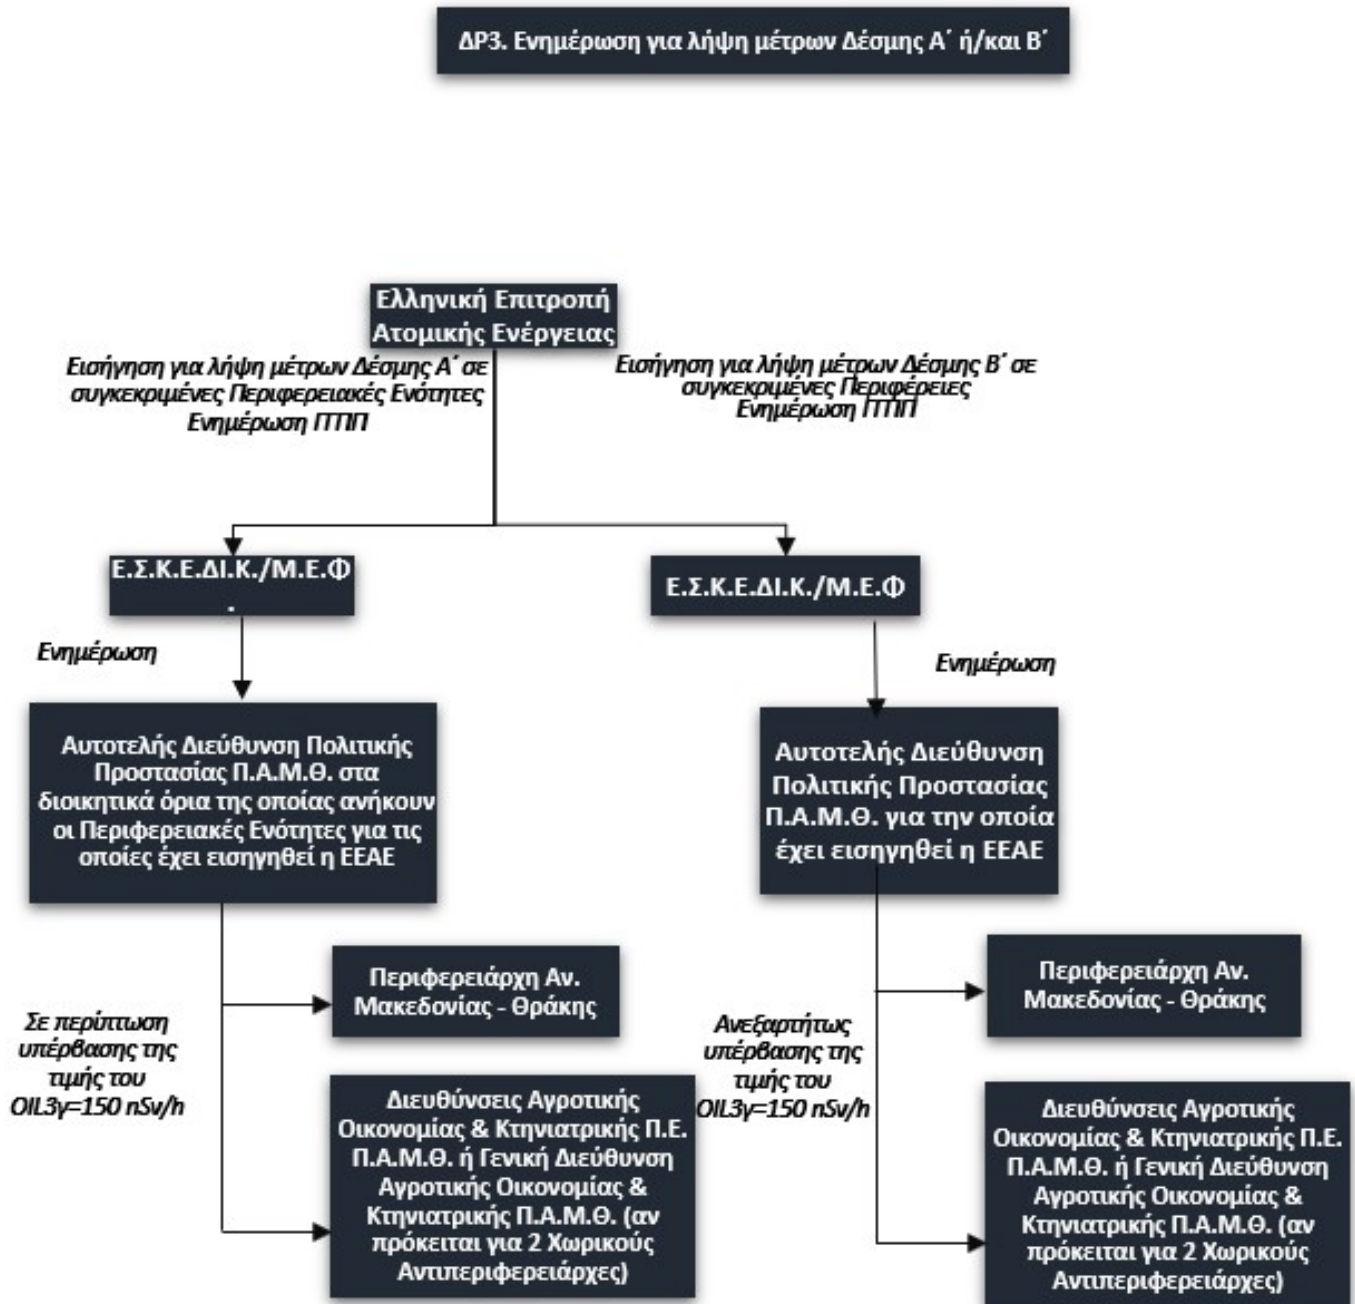 ΔΡ3. Ενημέρωση για λήψη μέτρων Δέσμης Α΄ ή/και Β΄
Ελληνική Επιτροπή
Ατομικής Ενέργειας
Εισήγηση για λήψη μέτρων Δέσμης Α΄ σε
συγκεκριμένες Περιφερειακές Ενότητες
Ενημέρωση ΓΓΠΠ
Εισήγηση για λήψη μέτρων Δέσμης Β΄ σε
συγκεκριμένες Περιφέρειες
Ενημέρωση ΓΓΠΠ
Ε.Σ.Κ.Ε.ΔΙ.Κ./Μ.Ε.Φ
.
Ε.Σ.Κ.Ε.ΔΙ.Κ./Μ.Ε.Φ
Ενημέρωση
Ενημέρωση
Αυτοτελής Διεύθυνση Πολιτικής
Προστασίας Π.Α.Μ.Θ. στα
διοικητικά όρια της οποίας ανήκουν
οι Περιφερειακές Ενότητες για τις
οποίες έχει εισηγηθεί η ΕΕΑΕ
Αυτοτελής Διεύθυνση
Πολιτικής Προστασίας
Π.Α.Μ.Θ. για την οποία
έχει εισηγηθεί η ΕΕΑΕ
Περιφερειάρχη Αν.
Μακεδονίας - Θράκης
Περιφερειάρχη Αν.
Μακεδονίας - Θράκης
Σε περίπτωση
υπέρβασης της
τιμής του
OIL3γ=150 nSv/h
Ανεξαρτήτως
υπέρβασης της
τιμής του
OIL3γ=150 nSv/h
Διευθύνσεις Αγροτικής
Οικονομίας & Κτηνιατρικής Π.Ε.
Π.Α.Μ.Θ. ή Γενική Διεύθυνση
Αγροτικής Οικονομίας &
Κτηνιατρικής Π.Α.Μ.Θ. (αν
πρόκειται για 2 Χωρικούς
Αντιπεριφερειάρχες)
Διευθύνσεις Αγροτικής
Οικονομίας & Κτηνιατρικής Π.Ε.
Π.Α.Μ.Θ. ή Γενική Διεύθυνση
Αγροτικής Οικονομίας &
Κτηνιατρικής Π.Α.Μ.Θ. (αν
πρόκειται για 2 Χωρικούς
Αντιπεριφερειάρχες)